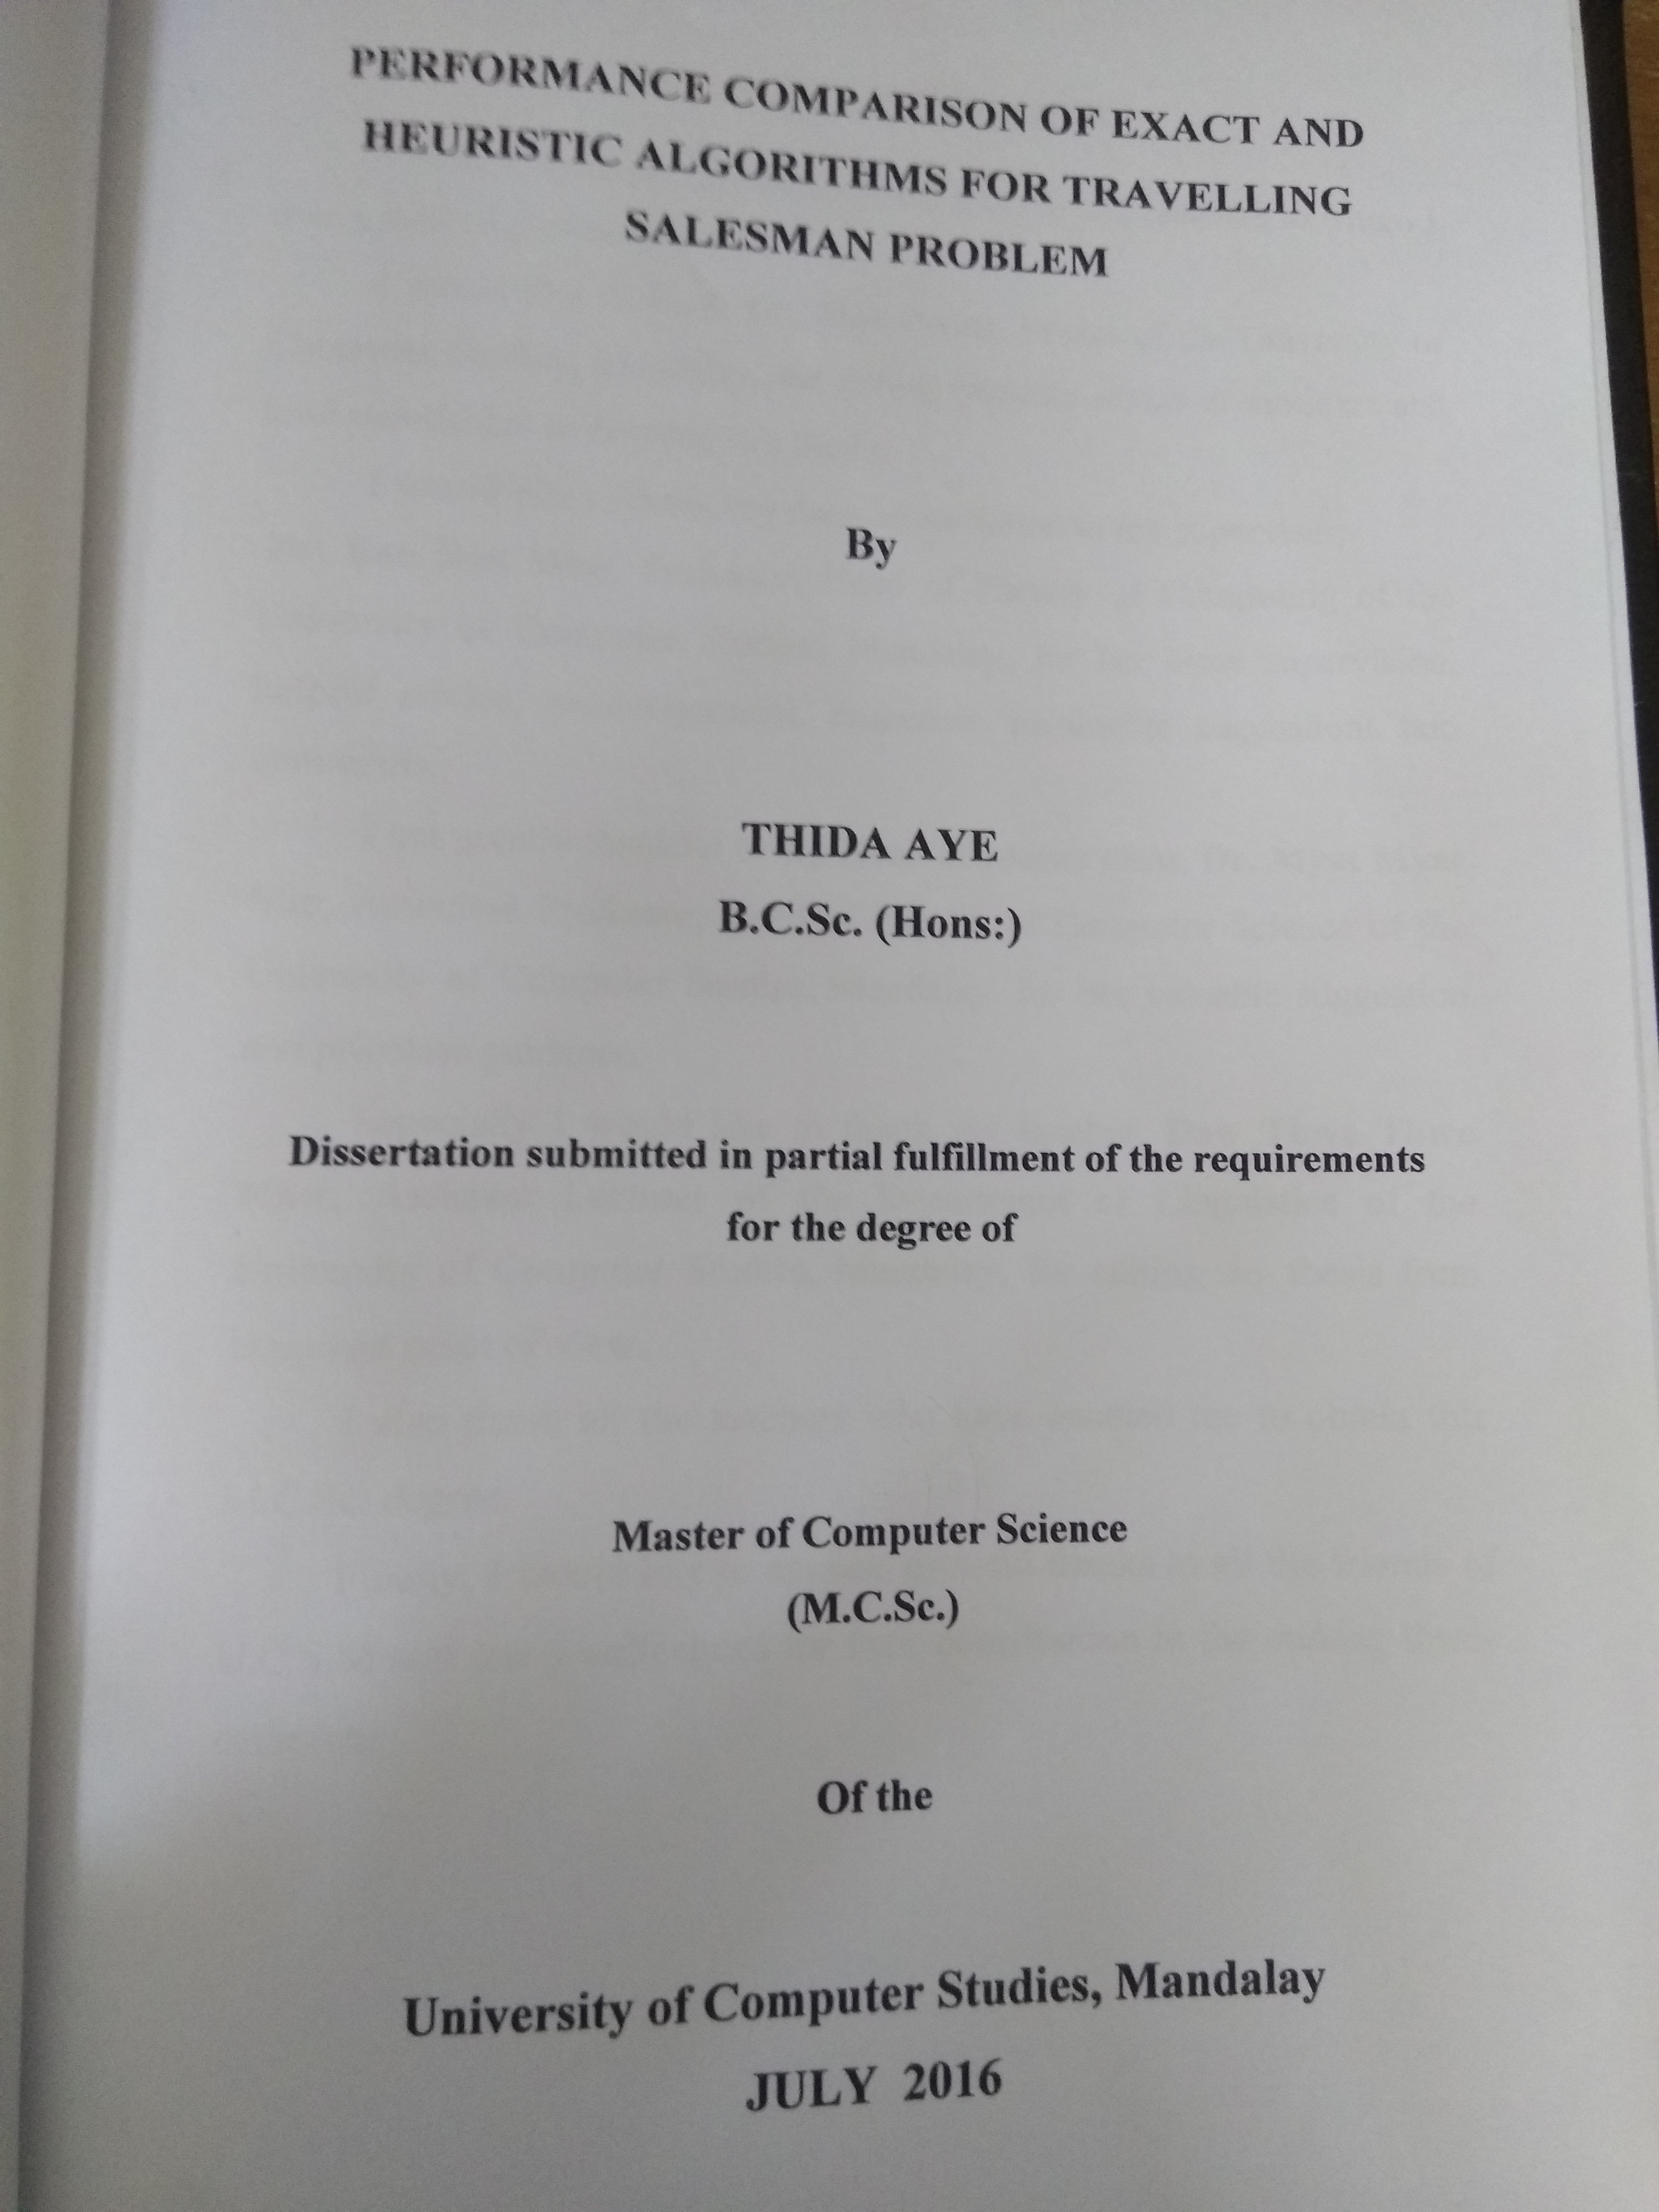 PERFORMANCE COMPARISON OF EXACT AND
HEURISTIC ALGORITHMS FOR TRAVELLING
SALESMAN PROBLEM
By
THIDA AYE
B.C.Sc. (Hons:)
Dissertation submitted in partial fulfillment of the requirements
for the degree of
Master of Computer Science
(M.C.Sc.)
Of the
University of Computer Studies, Mandalay
JULY 2016